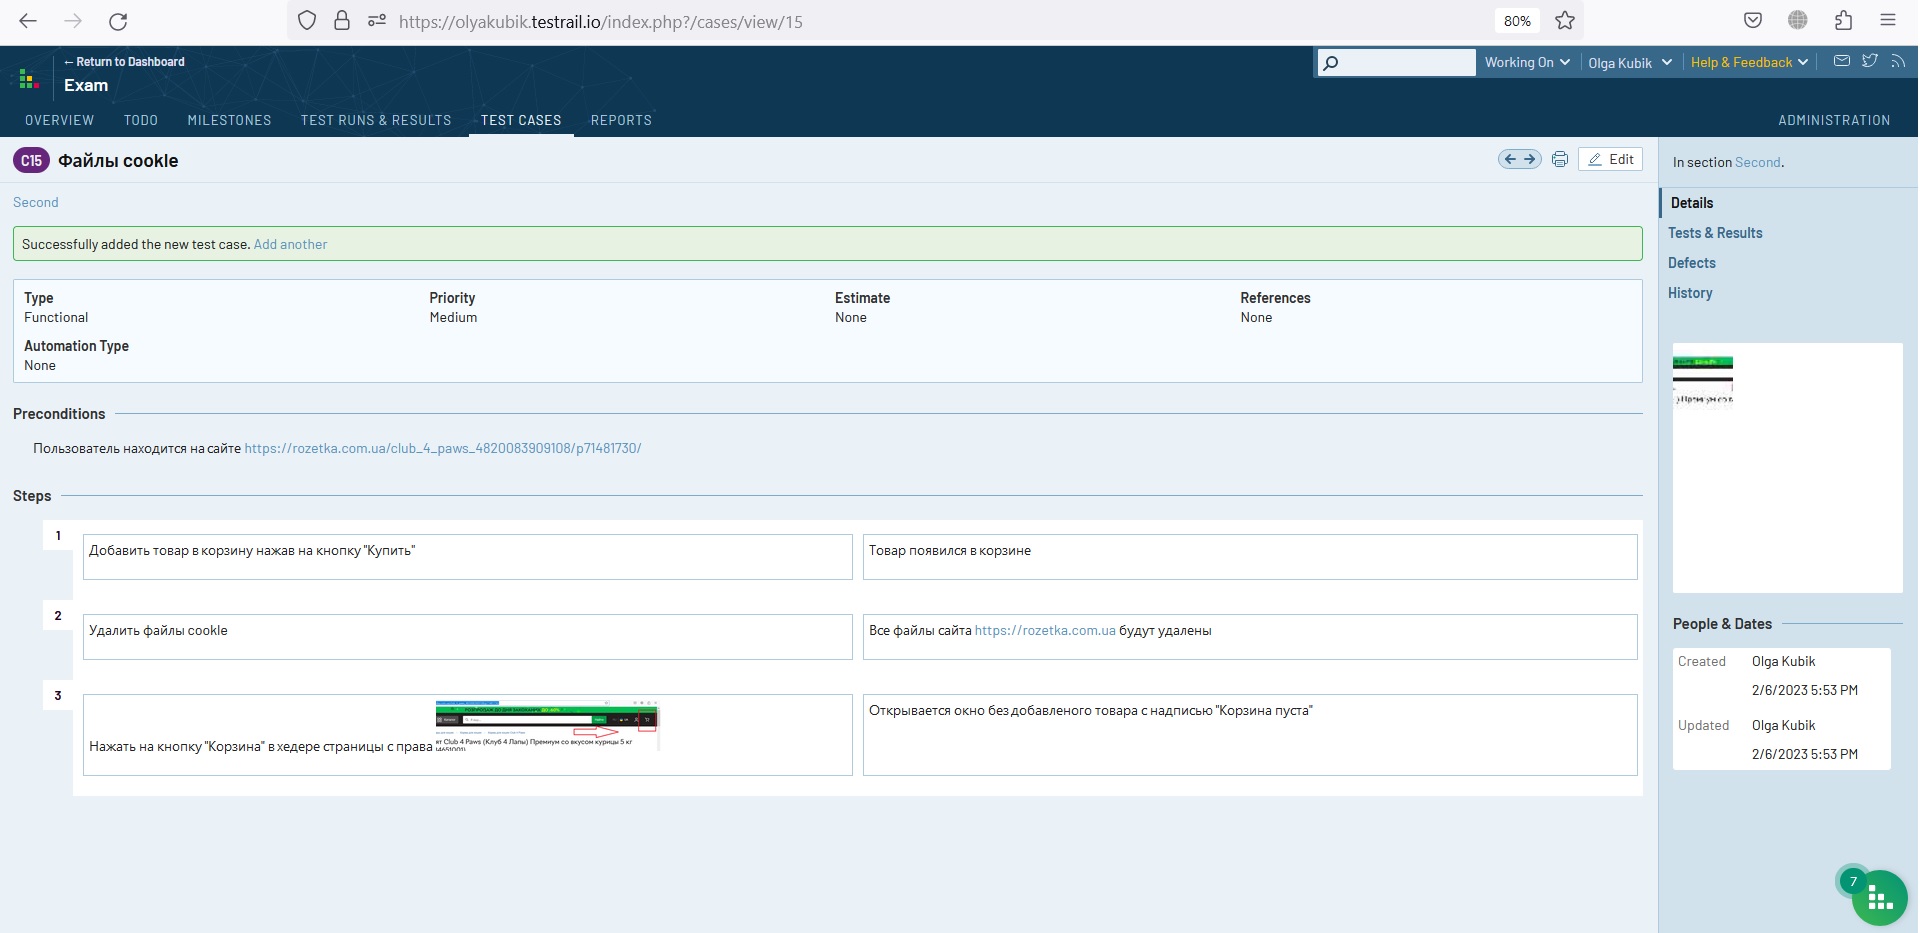 https://olyakubik.testrail.io/index.php?/cases/view/15
80%
← Return to Dashboard
Exam
Working On
Olga Kubik
Help & Feedback
OVERVIEW
TODO
MILESTONES
TEST RUNS & RESULTS
TEST CASES
REPORTS
ADMINISTRATION
C15 Файлы cookle
Edit
In section Second.
Second
Details
Tests & Results
Defects
History
Successfully added the new test case. Add another
Type
Functional
Priority
Medium
Estimate
None
References
None
Automation Type
None
Preconditions
Пользователь находится на сайте https://rozetka.com.ua/club_4_paws_4820083909108/p71481730/
Steps
1
Добавить товар в корзину нажав на кнопку "Купить"
Товар появился в корзине
2
Удалить файлы cookle
Все файлы сайта https://rozetka.com.ua будут удалены
3
Нажать на кнопку "Корзина" в хедере страницы с права
ит Club 4 Paws (Клуб 4 Лапы) Премиум со вкусом курицы 5 кг
Открывается окно без добавленого товара с надписью "Корзина пуста"
People & Dates
Created
Olga Kubik
2/6/2023 5:53 PM
Updated
Olga Kubik
2/6/2023 5:53 PM
7